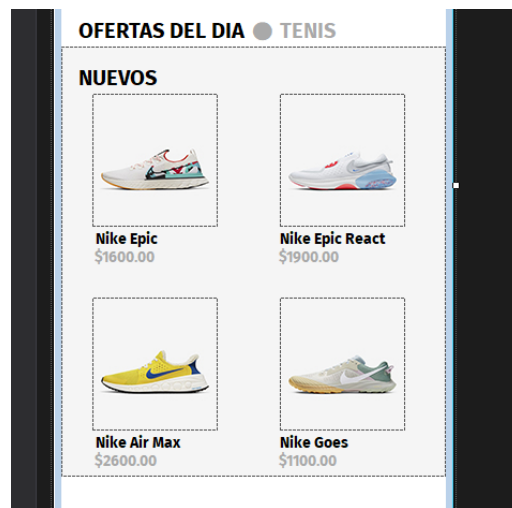 OFERTAS DEL DIA TENIS
NUEVOS
Nike Epic
$1600.00
Nike Epic React
$1900.00
Nike Air Max
$2600.00
Nike Goes
$1100.00